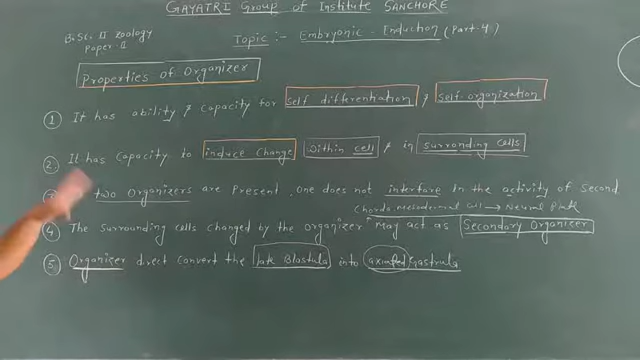 GAYATRI Group of Institute SANCHORE
B.Sc. II Zoology
Paper-II
Topic :- Embryonic - Induction (Part-4)
Properties of Organizer
① It has ability & Capacity for Self differentiation & Self-organization
② It has Capacity to induce Change Within cell & in surronding Cells
two Organizers are Present, One does not interfare in the activity of Second
Chorda mesodermal Cell → Neural Plate
④ The Surrounding cells changed by the organizer may act as Secondary Organizer
⑤ Organizer direct Convert the Late Blastula into axiated Gastrula